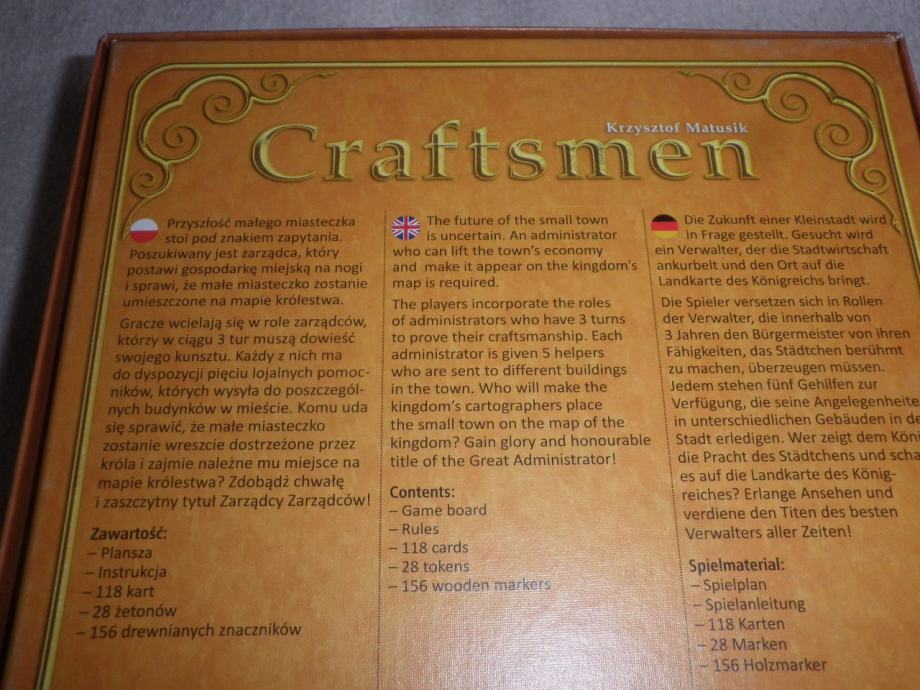 Krzysztof Matusik
Craftsmen
Przyszłość małego miasteczka
stoi pod znakiem zapytania.
Poszukiwany jest zarządca, który
postawi gospodarkę miejską na nogi
i sprawi, że małe miasteczko zostanie
umieszczone na mapie królestwa.
Gracze wcielają się w role zarządców,
którzy w ciągu 3 tur muszą dowieść
swojego kunsztu. Każdy z nich ma
do dyspozycji pięciu lojalnych pomoc-
ników, których wysyła do poszczegól-
nych budynków w mieście. Komu uda
się sprawić, że małe miasteczko
zostanie wreszcie dostrzeżone przez
króla i zajmie należne mu miejsce na
mapie królestwa? Zdobądź chwałę
i zaszczytny tytuł Zarządcy Zarządców!
Zawartość:
– Plansza
– Instrukcja
– 118 kart
– 28 żetonów
– 156 drewnianych znaczników
The future of the small town
is uncertain. An administrator
who can lift the town's economy
and make it appear on the kingdom's
map is required.
The players incorporate the roles
of administrators who have 3 turns
to prove their craftsmanship. Each
administrator is given 5 helpers
who are sent to different buildings
in the town. Who will make the
kingdom's cartographers place
the small town on the map of the
kingdom? Gain glory and honourable
title of the Great Administrator!
Contents:
– Game board
– Rules
– 118 cards
– 28 tokens
– 156 wooden markers
Die Zukunft einer Kleinstadt wird
in Frage gestellt. Gesucht wird
ein Verwalter, der die Stadtwirtschaft
ankurbelt und den Ort auf die
Landkarte des Königreichs bringt.
Die Spieler versetzen sich in Rollen
der Verwalter, die innerhalb von
3 Jahren den Bürgermeister von ihren
Fähigkeiten, das Städtchen berühmt
zu machen, überzeugen müssen.
Jedem stehen fünf Gehilfen zur
Verfügung, die seine Angelegenheite
in unterschiedlichen Gebäuden in de
Stadt erledigen. Wer zeigt dem Köni
die Pracht des Städtchens und scha
es auf die Landkarte des König-
reiches? Erlange Ansehen und
verdiene den Titen des besten
Verwalters aller Zeiten!
Spielmaterial:
– Spielplan
– Spielanleitung
– 118 Karten
– 28 Marken
– 156 Holzmarker